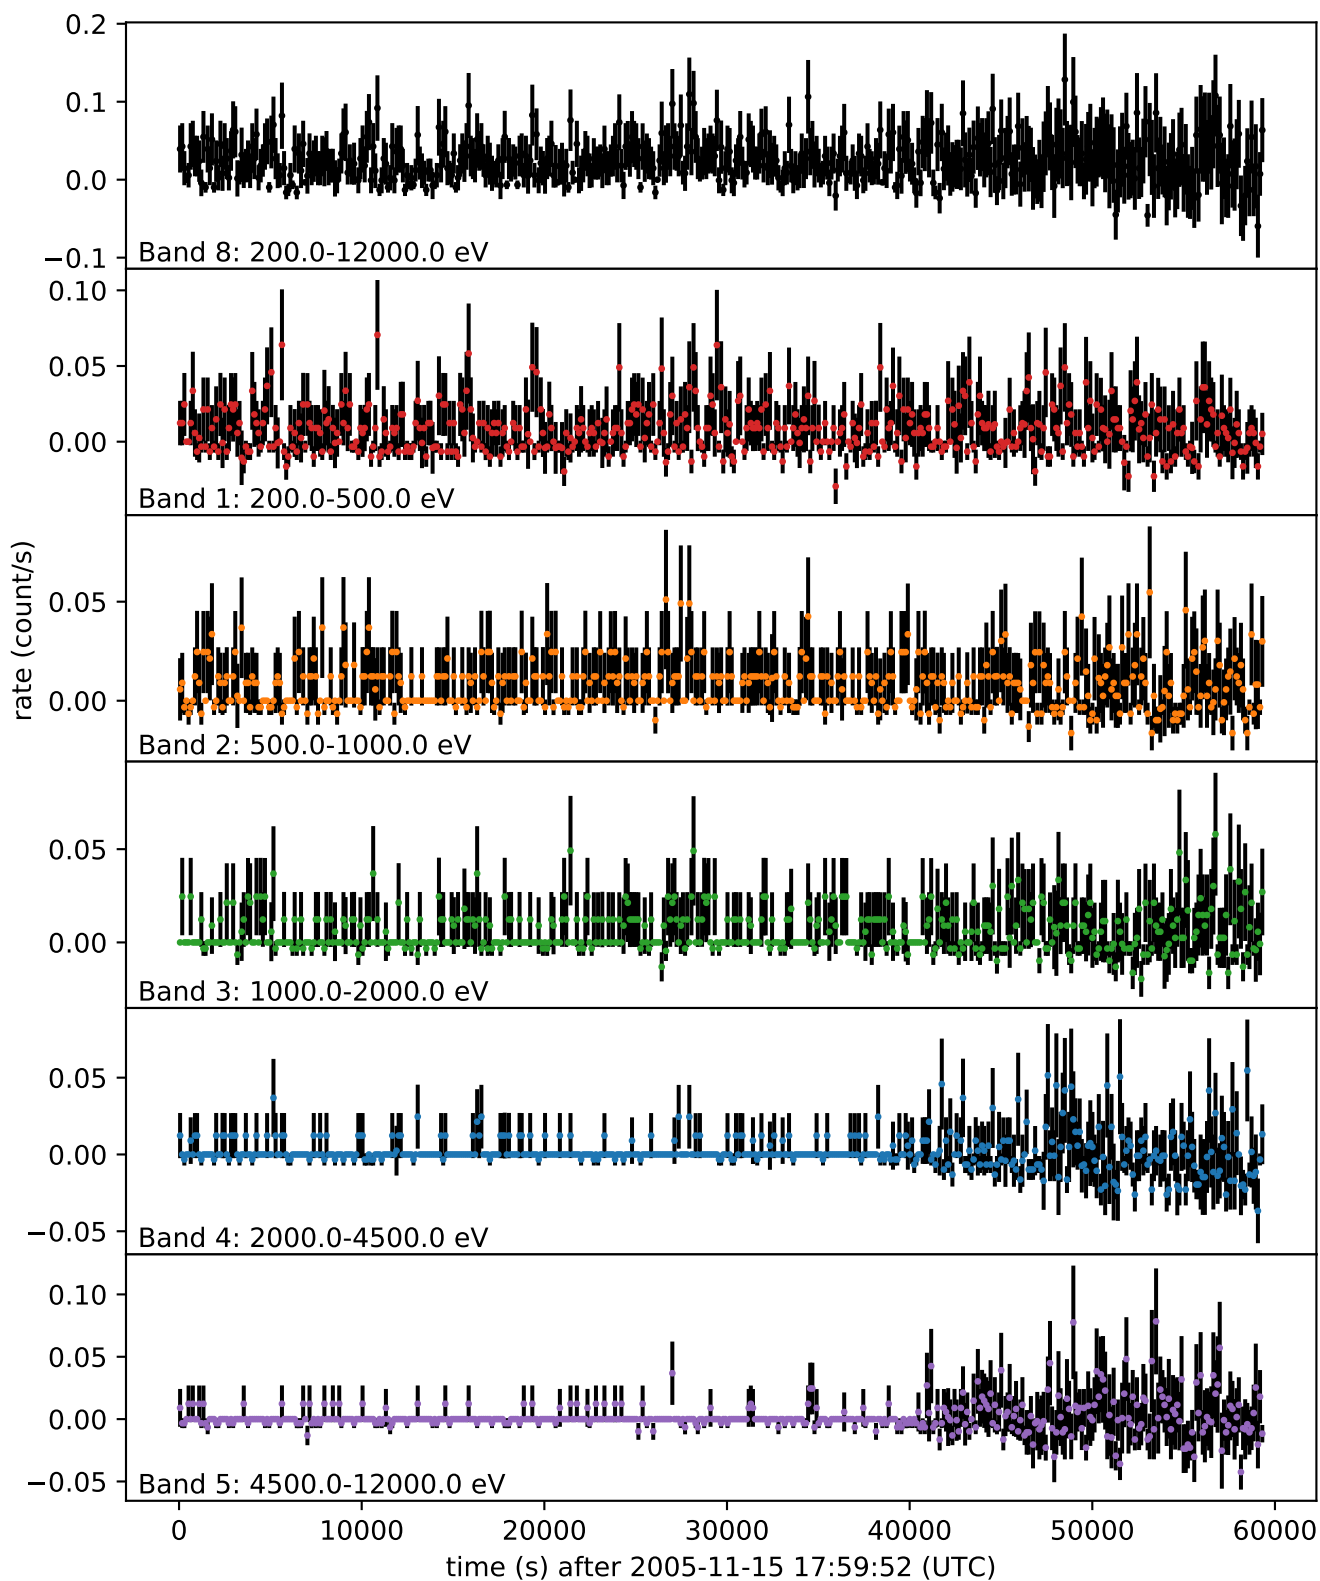 0.2
0.1
0.0
−0.1
Band 8: 200.0-12000.0 eV
0.10
0.05
0.00
Band 1: 200.0-500.0 eV
0.05
0.00
Band 2: 500.0-1000.0 eV
rate (count/s)
0.05
0.00
Band 3: 1000.0-2000.0 eV
0.05
0.00
−0.05
Band 4: 2000.0-4500.0 eV
0.10
0.05
0.00
−0.05
Band 5: 4500.0-12000.0 eV
0 10000 20000 30000 40000 50000 60000
time (s) after 2005-11-15 17:59:52 (UTC)